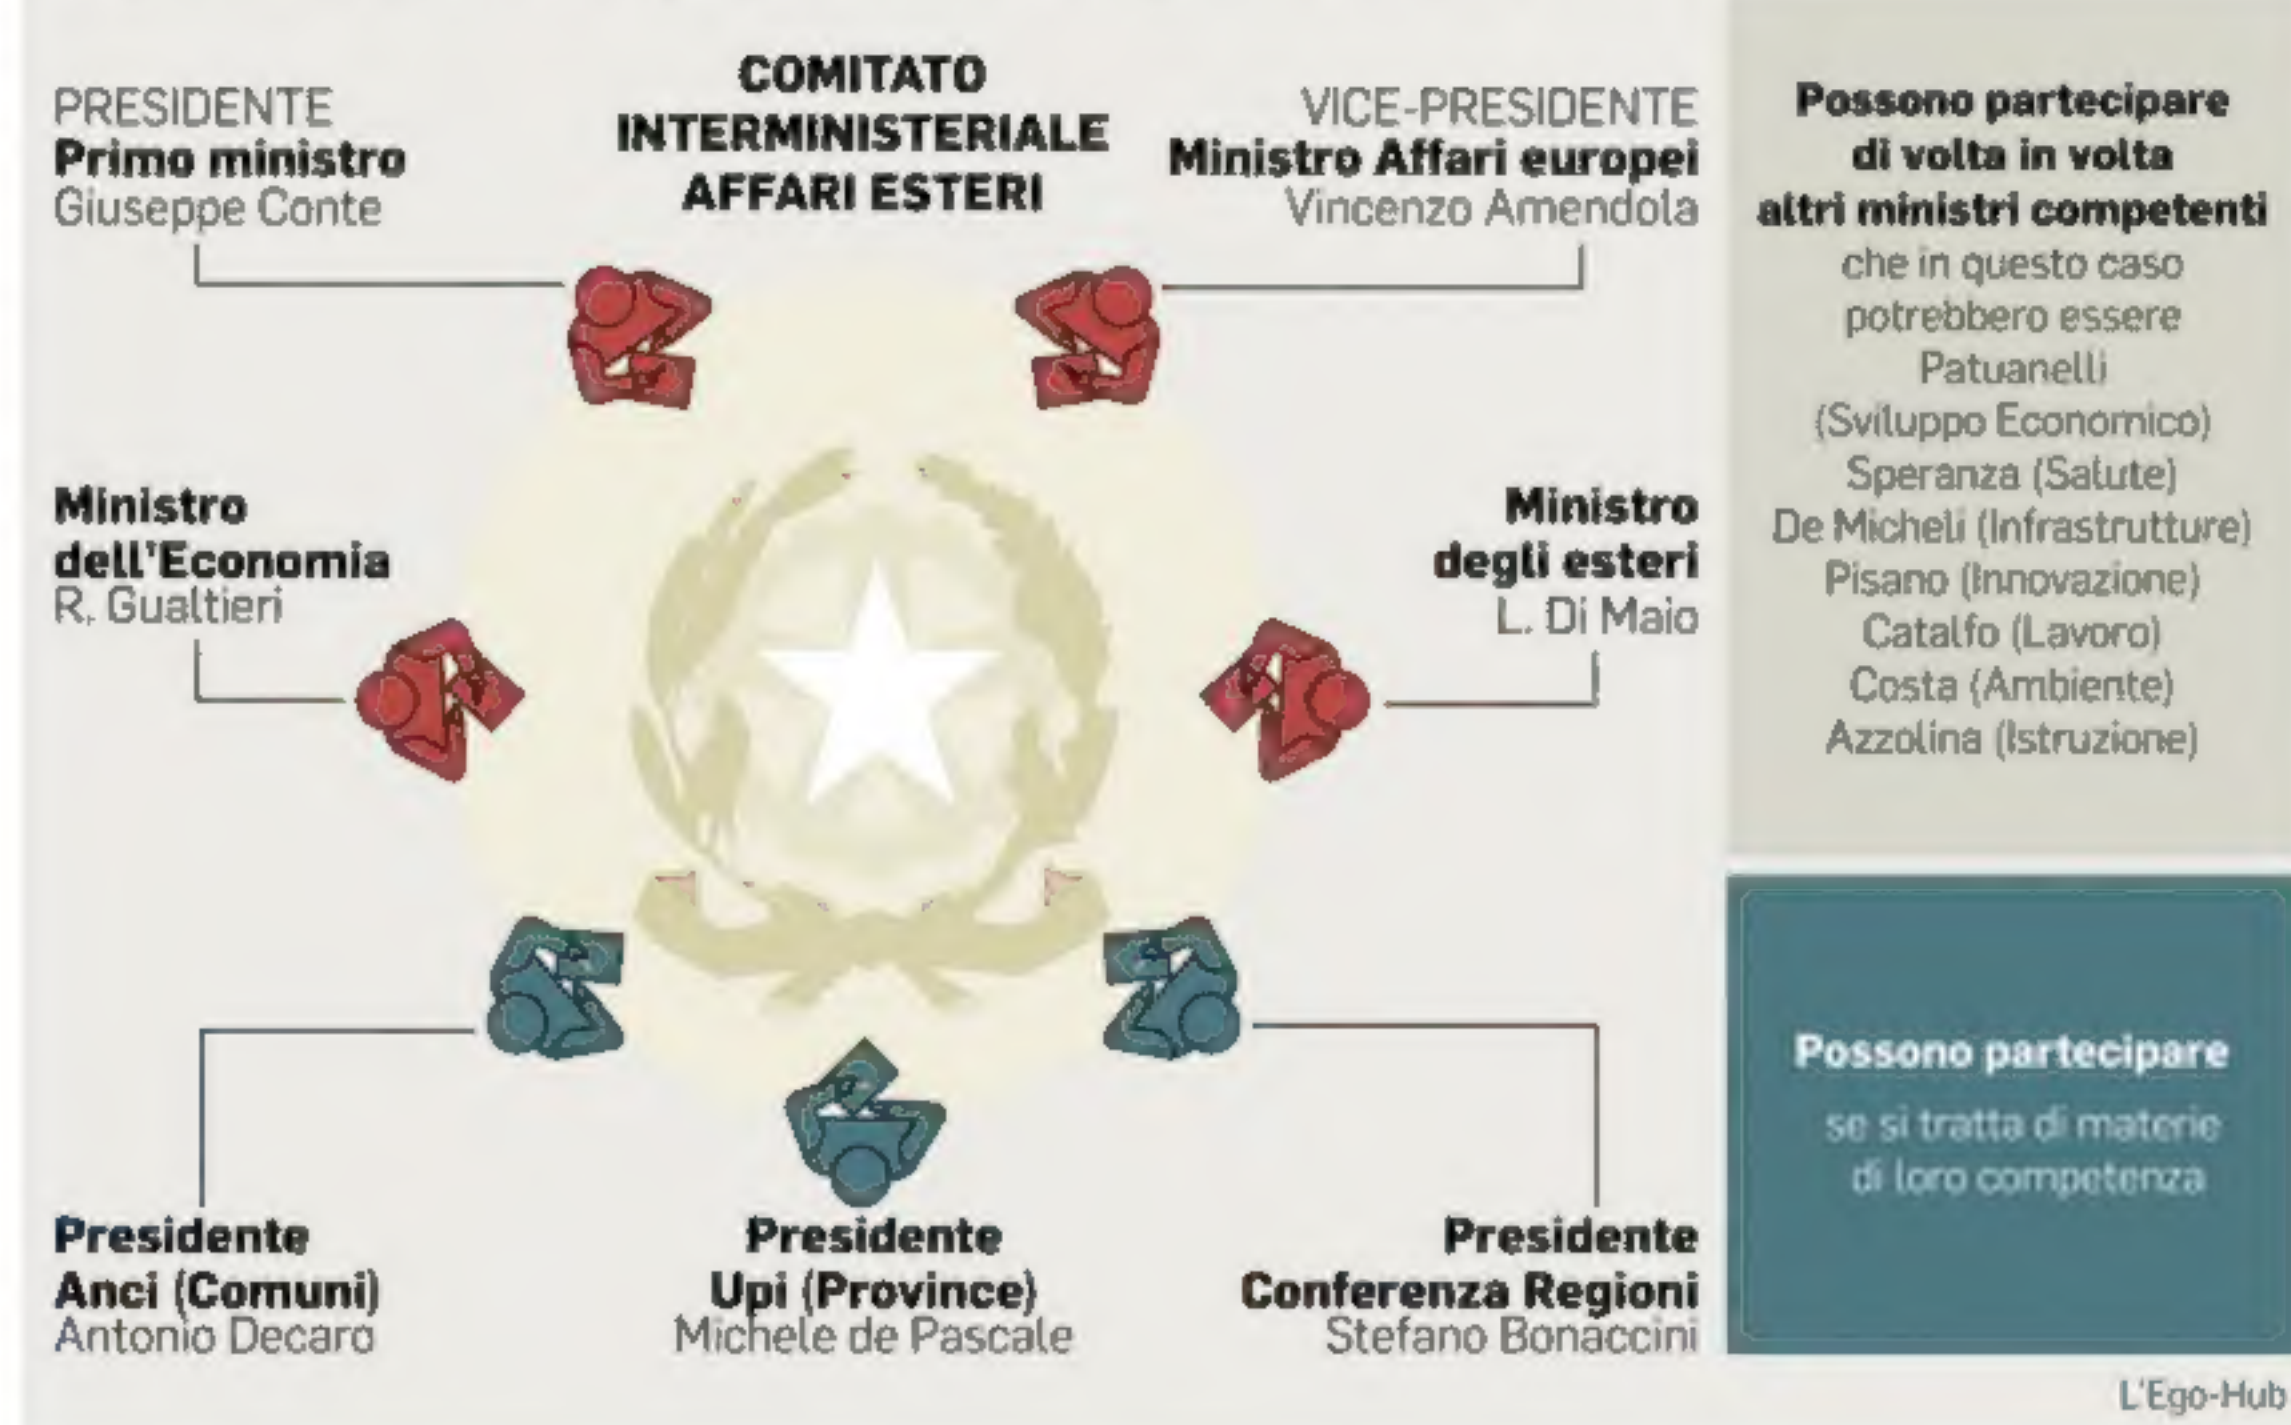 PRESIDENTE
Primo ministro
Giuseppe Conte
COMITATO
INTERMINISTERIALE
AFFARI ESTERI
VICE-PRESIDENTE
Ministro Affari europei
Vincenzo Amendola
Ministro
dell'Economia
R. Gualtieri
Ministro
degli esteri
L. Di Maio
Presidente
Anci (Comuni)
Antonio Decaro
Presidente
Upi (Province)
Michele de Pascale
Presidente
Conferenza Regioni
Stefano Bonaccini
Possono partecipare
di volta in volta
altri ministri competenti
che in questo caso
potrebbero essere
Patuanelli
(Sviluppo Economico)
Speranza (Salute)
De Micheli (Infrastrutture)
Pisano (Innovazione)
Catalfo (Lavoro)
Costa (Ambiente)
Azzolina (Istruzione)
Possono partecipare
se si tratta di materie
di loro competenza
L'Ego-Hub